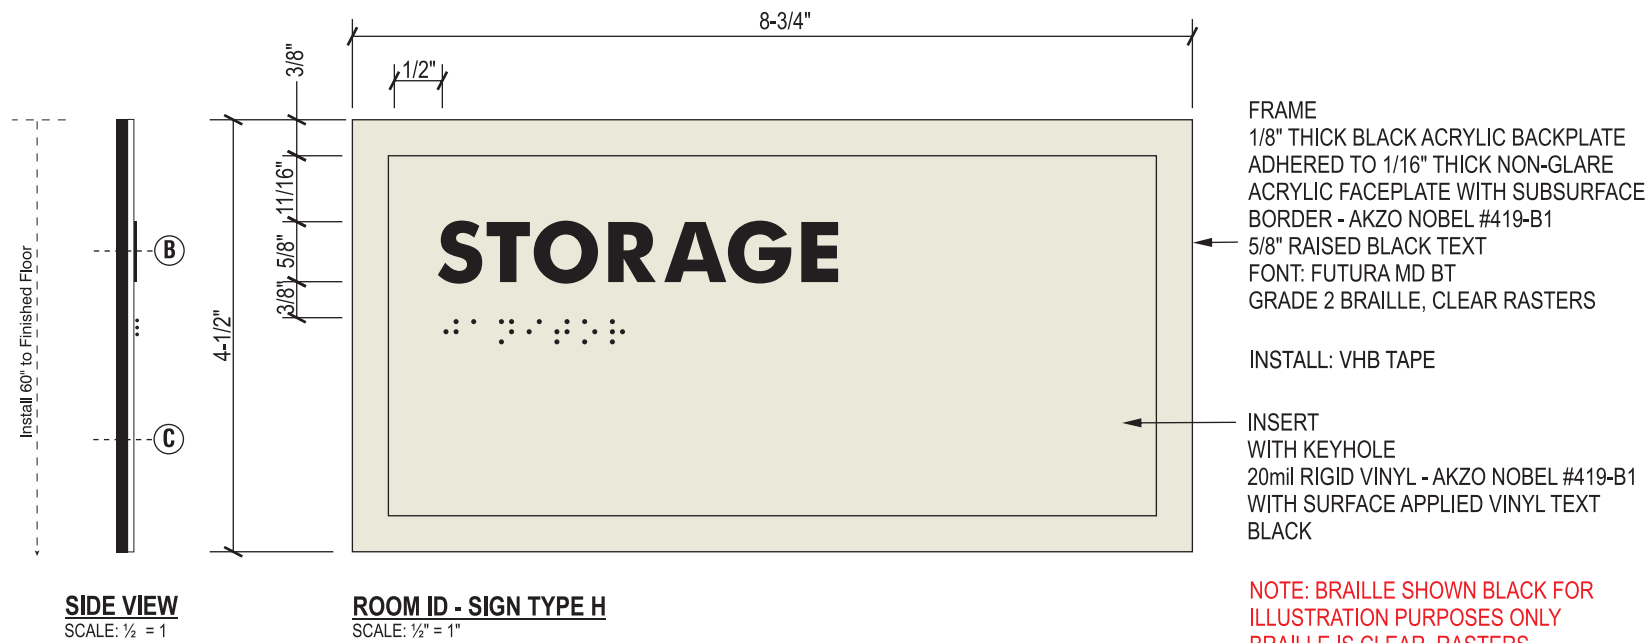 8-3/4"
3/8"
1/2"
11/16"
5/8"
3/8"
4-1/2"
Install 60" to Finished Floor
B
C
STORAGE
⠚⠁⠝⠊⠞⠕⠗
FRAME
1/8" THICK BLACK ACRYLIC BACKPLATE
ADHERED TO 1/16" THICK NON-GLARE
ACRYLIC FACEPLATE WITH SUBSURFACE
BORDER - AKZO NOBEL #419-B1
5/8" RAISED BLACK TEXT
FONT: FUTURA MD BT
GRADE 2 BRAILLE, CLEAR RASTERS
INSTALL: VHB TAPE
INSERT
WITH KEYHOLE
20mil RIGID VINYL - AKZO NOBEL #419-B1
WITH SURFACE APPLIED VINYL TEXT
BLACK
NOTE: BRAILLE SHOWN BLACK FOR
ILLUSTRATION PURPOSES ONLY
BRAILLE IS CLEAR RASTERS
SIDE VIEW
SCALE: ½ = 1
ROOM ID - SIGN TYPE H
SCALE: ½" = 1"